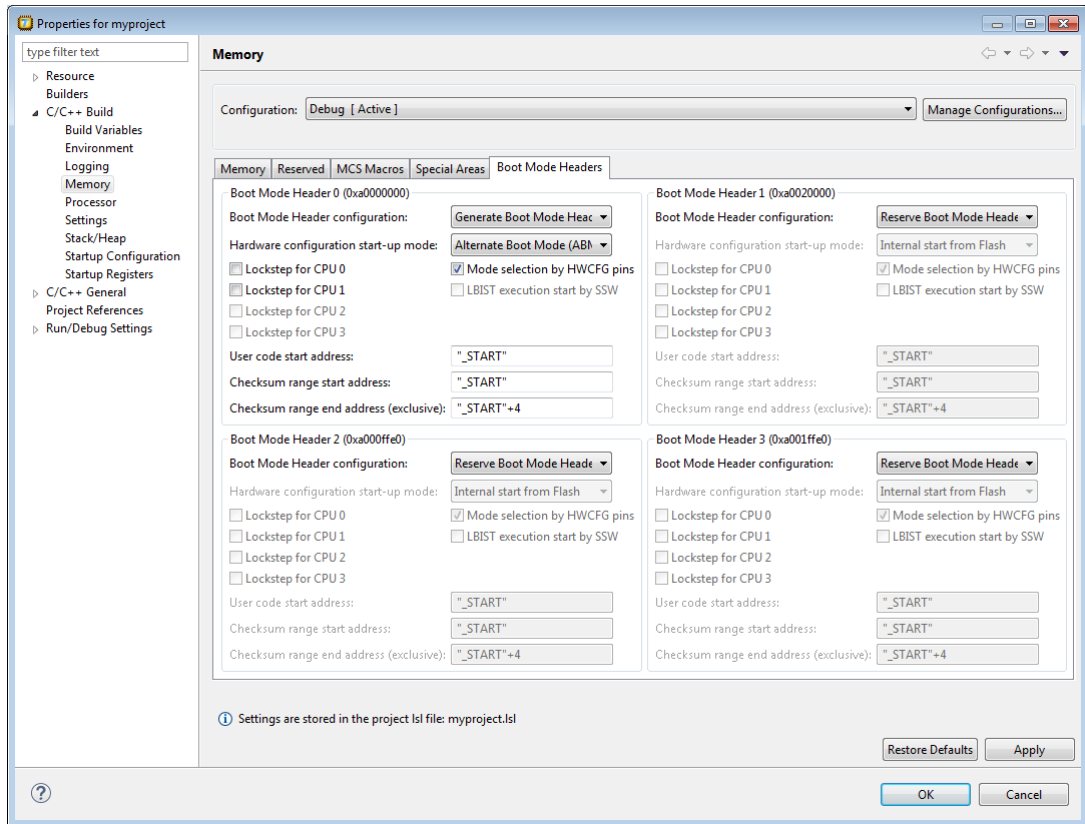 Properties for myproject
type filter text
Resource
Builders
C/C++ Build
Build Variables
Environment
Logging
Memory
Processor
Settings
Stack/Heap
Startup Configuration
Startup Registers
C/C++ General
Project References
Run/Debug Settings
Memory
Configuration: Debug [ Active ] Manage Configurations...
Memory Reserved MCS Macros Special Areas Boot Mode Headers
Boot Mode Header 0 (0xa0000000)
Boot Mode Header configuration: Generate Boot Mode Head
Hardware configuration start-up mode: Alternate Boot Mode (ABM
Lockstep for CPU 0 Mode selection by HWCFG pins
Lockstep for CPU 1 LBIST execution start by SSW
Lockstep for CPU 2
Lockstep for CPU 3
User code start address: "_START"
Checksum range start address: "_START"
Checksum range end address (exclusive): "_START"+4
Boot Mode Header 1 (0xa0020000)
Boot Mode Header configuration: Reserve Boot Mode Heade
Hardware configuration start-up mode: Internal start from Flash
Lockstep for CPU 0 Mode selection by HWCFG pins
Lockstep for CPU 1 LBIST execution start by SSW
Lockstep for CPU 2
Lockstep for CPU 3
User code start address: "_START"
Checksum range start address: "_START"
Checksum range end address (exclusive): "_START"+4
Boot Mode Header 2 (0xa000ffe0)
Boot Mode Header configuration: Reserve Boot Mode Heade
Hardware configuration start-up mode: Internal start from Flash
Lockstep for CPU 0 Mode selection by HWCFG pins
Lockstep for CPU 1 LBIST execution start by SSW
Lockstep for CPU 2
Lockstep for CPU 3
User code start address: "_START"
Checksum range start address: "_START"
Checksum range end address (exclusive): "_START"+4
Boot Mode Header 3 (0xa001ffe0)
Boot Mode Header configuration: Reserve Boot Mode Heade
Hardware configuration start-up mode: Internal start from Flash
Lockstep for CPU 0 Mode selection by HWCFG pins
Lockstep for CPU 1 LBIST execution start by SSW
Lockstep for CPU 2
Lockstep for CPU 3
User code start address: "_START"
Checksum range start address: "_START"
Checksum range end address (exclusive): "_START"+4
Settings are stored in the project lsl file: myproject.lsl
Restore Defaults Apply
OK Cancel